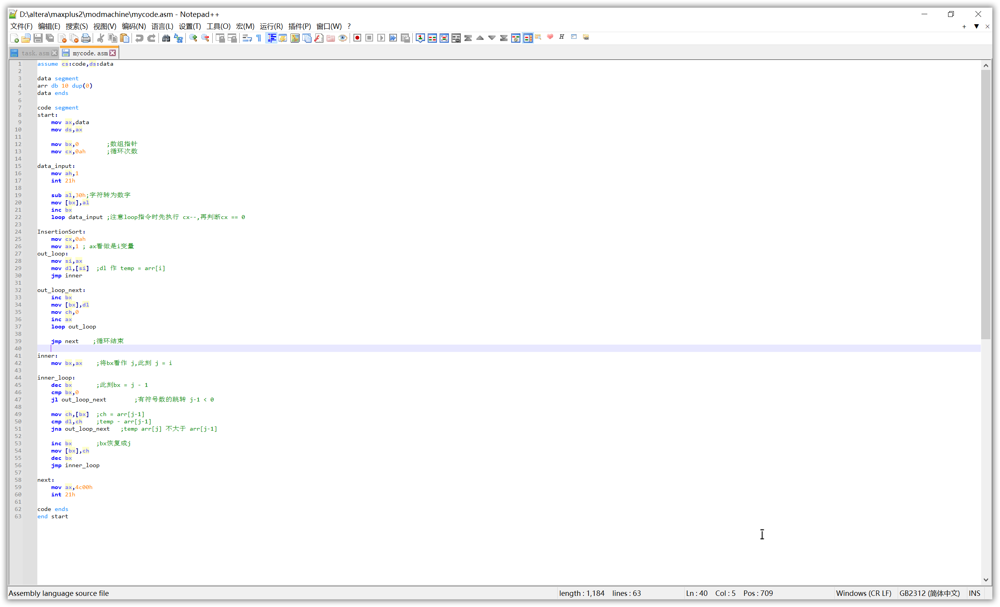 D:\altera\maxplus2\modmachine\mycode.asm - Notepad++
文件(F) 编辑(E) 搜索(S) 视图(V) 编码(N) 语言(L) 设置(T) 工具(O) 宏(M) 运行(R) 插件(P) 窗口(W) ?
task.asm mycode.asm
1 assume cs:code,ds:data
2
3 data segment
4 arr db 10 dup(0)
5 data ends
6
7 code segment
8 start:
9 mov ax,data
10 mov ds,ax
11
12 mov bx,0 ;数组指针
13 mov cx,0ah ;循环次数
14
15 data_input:
16 mov ah,1
17 int 21h
18
19 sub al,30h;字符转为数字
20 mov [bx],al
21 inc bx
22 loop data_input ;注意loop指令时先执行 cx--,再判断cx == 0
23
24 InsertionSort:
25 mov cx,0ah
26 mov ax,1 ; ax看做是i变量
27 out_loop:
28 mov si,ax
29 mov dl,[si] ;dl 作 temp = arr[i]
30 jmp inner
31
32 out_loop_next:
33 inc bx
34 mov [bx],dl
35 mov ch,0
36 inc ax
37 loop out_loop
38
39 jmp next ;循环结束
40
41 inner:
42 mov bx,ax ;将bx看作 j,此刻 j = i
43
44 inner_loop:
45 dec bx ;此刻bx = j - 1
46 cmp bx,0
47 jl out_loop_next ;有符号数的跳转 j-1 < 0
48
49 mov ch,[bx] ;ch = arr[j-1]
50 cmp dl,ch ;temp - arr[j-1]
51 jna out_loop_next ;temp arr[j] 不大于 arr[j-1]
52
53 inc bx ;bx恢复成j
54 mov [bx],ch
55 dec bx
56 jmp inner_loop
57
58 next:
59 mov ax,4c00h
60 int 21h
61
62 code ends
63 end start
Assembly language source file length : 1,184 lines : 63 Ln : 40 Col : 5 Pos : 709 Windows (CR LF) GB2312 (简体中文) INS